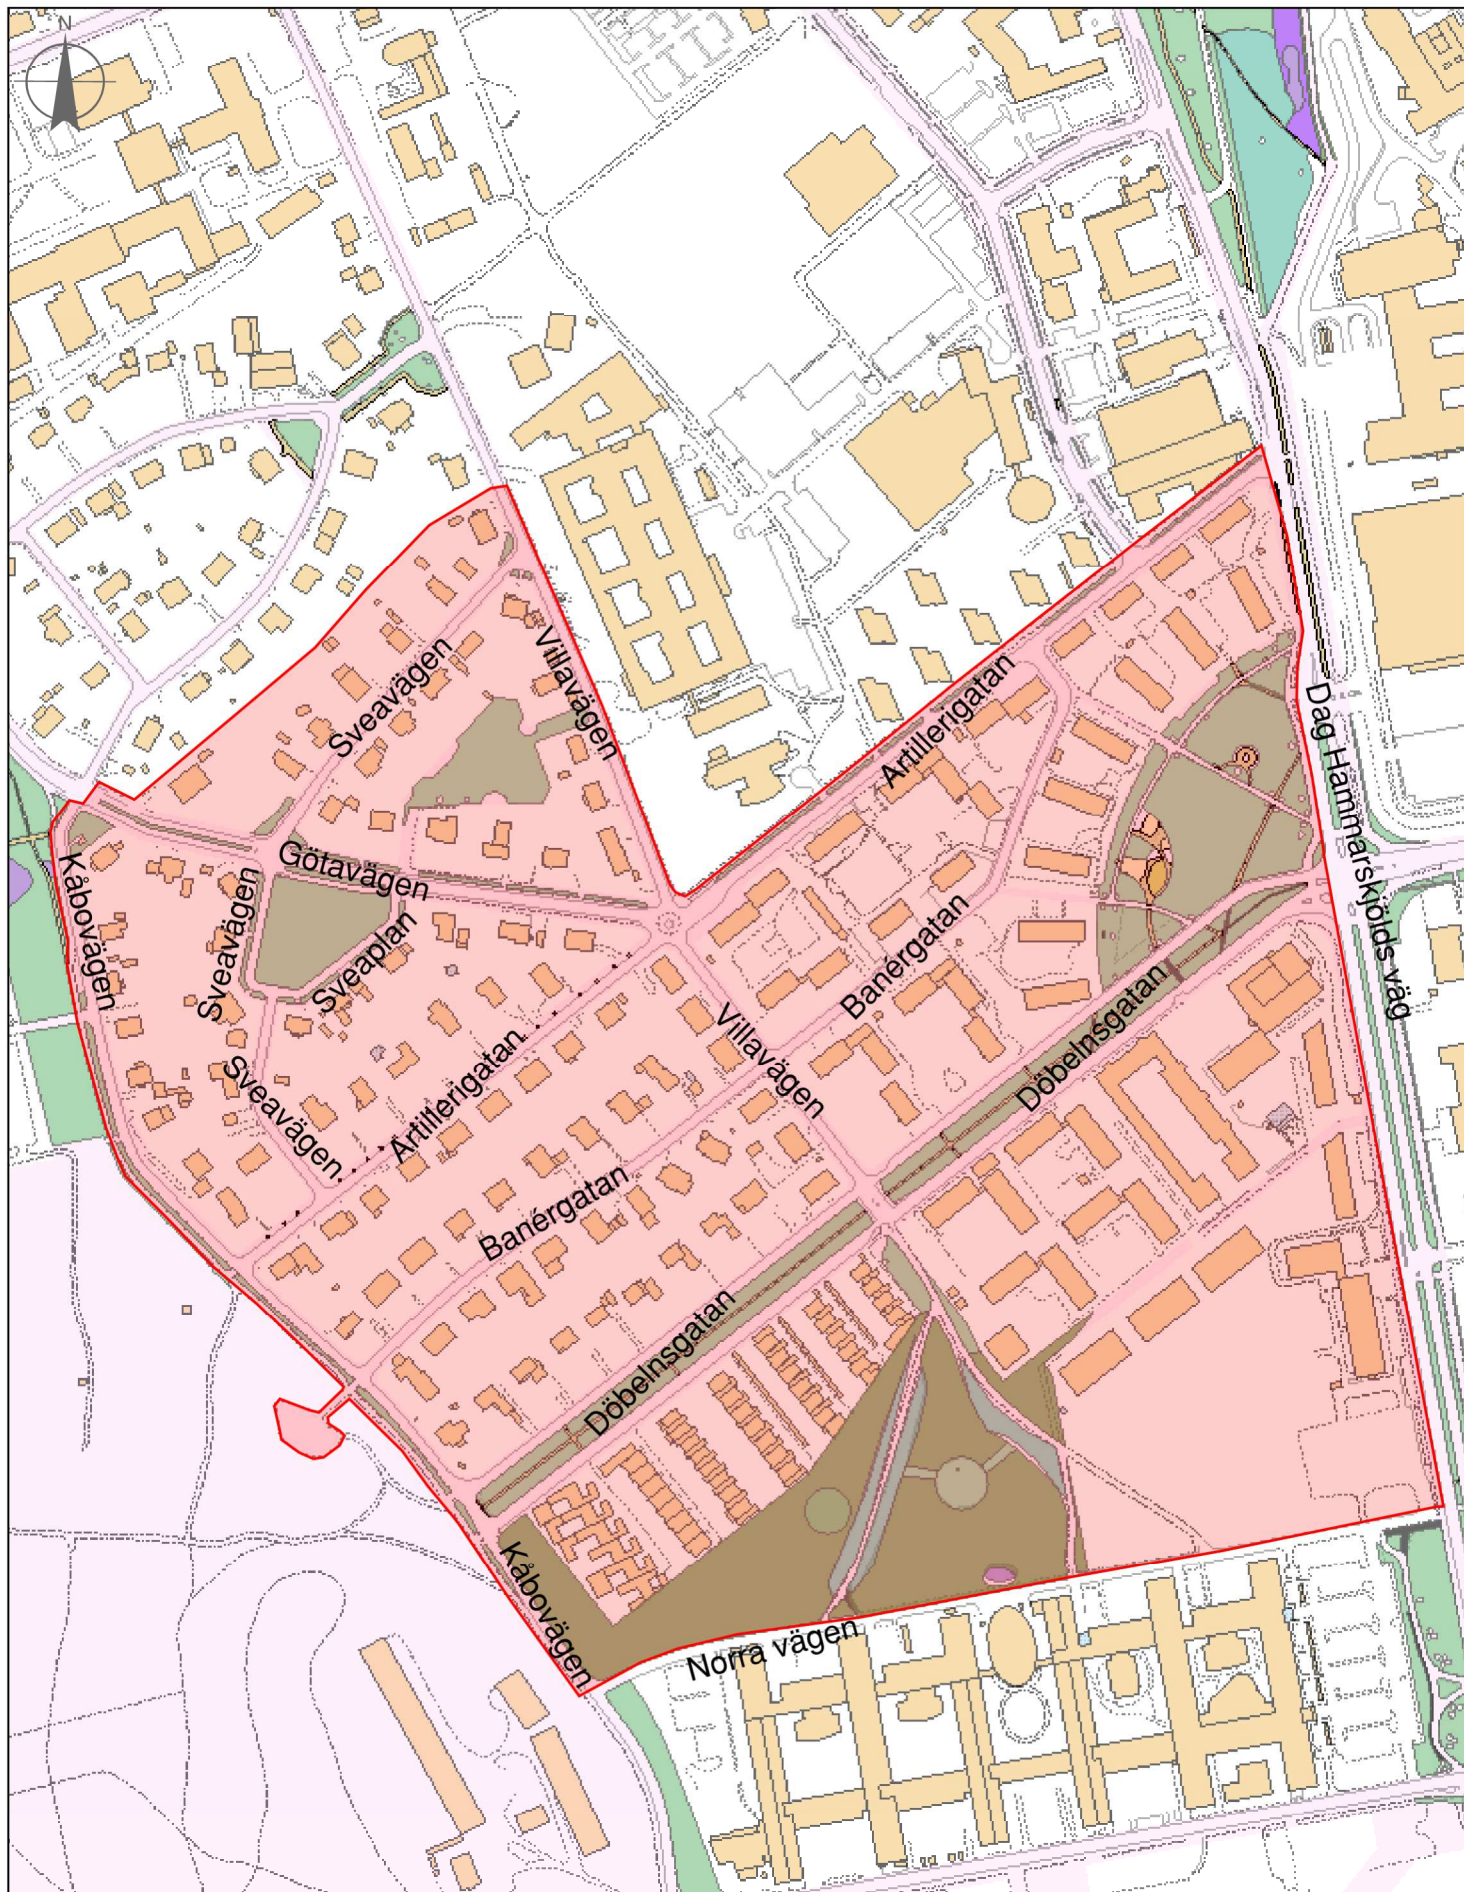 N
Sveavägen
Villavägen
Artillerigatan
Dag Hammarskjölds väg
Götavägen
Kåbovägen
Sveavägen
Sveaplan
Banérgatan
Döbelnsgatan
Villavägen
Artillerigatan
Sveavägen
Banérgatan
Döbelnsgatan
Kåbovägen
Norra vägen